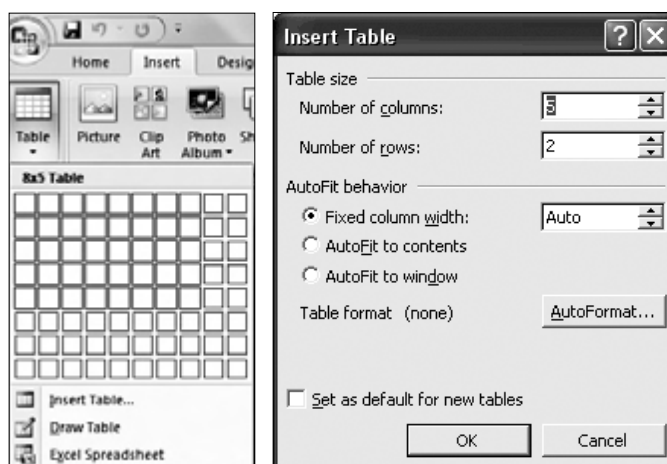 Home Insert Desig
Table Picture Clip Art Photo Album Sh
8x5 Table
Insert Table...
Draw Table
Excel Spreadsheet
Insert Table
Table size
Number of columns: 5
Number of rows: 2
AutoFit behavior
Fixed column width: Auto
AutoFit to contents
AutoFit to window
Table format (none) AutoFormat...
Set as default for new tables
OK Cancel